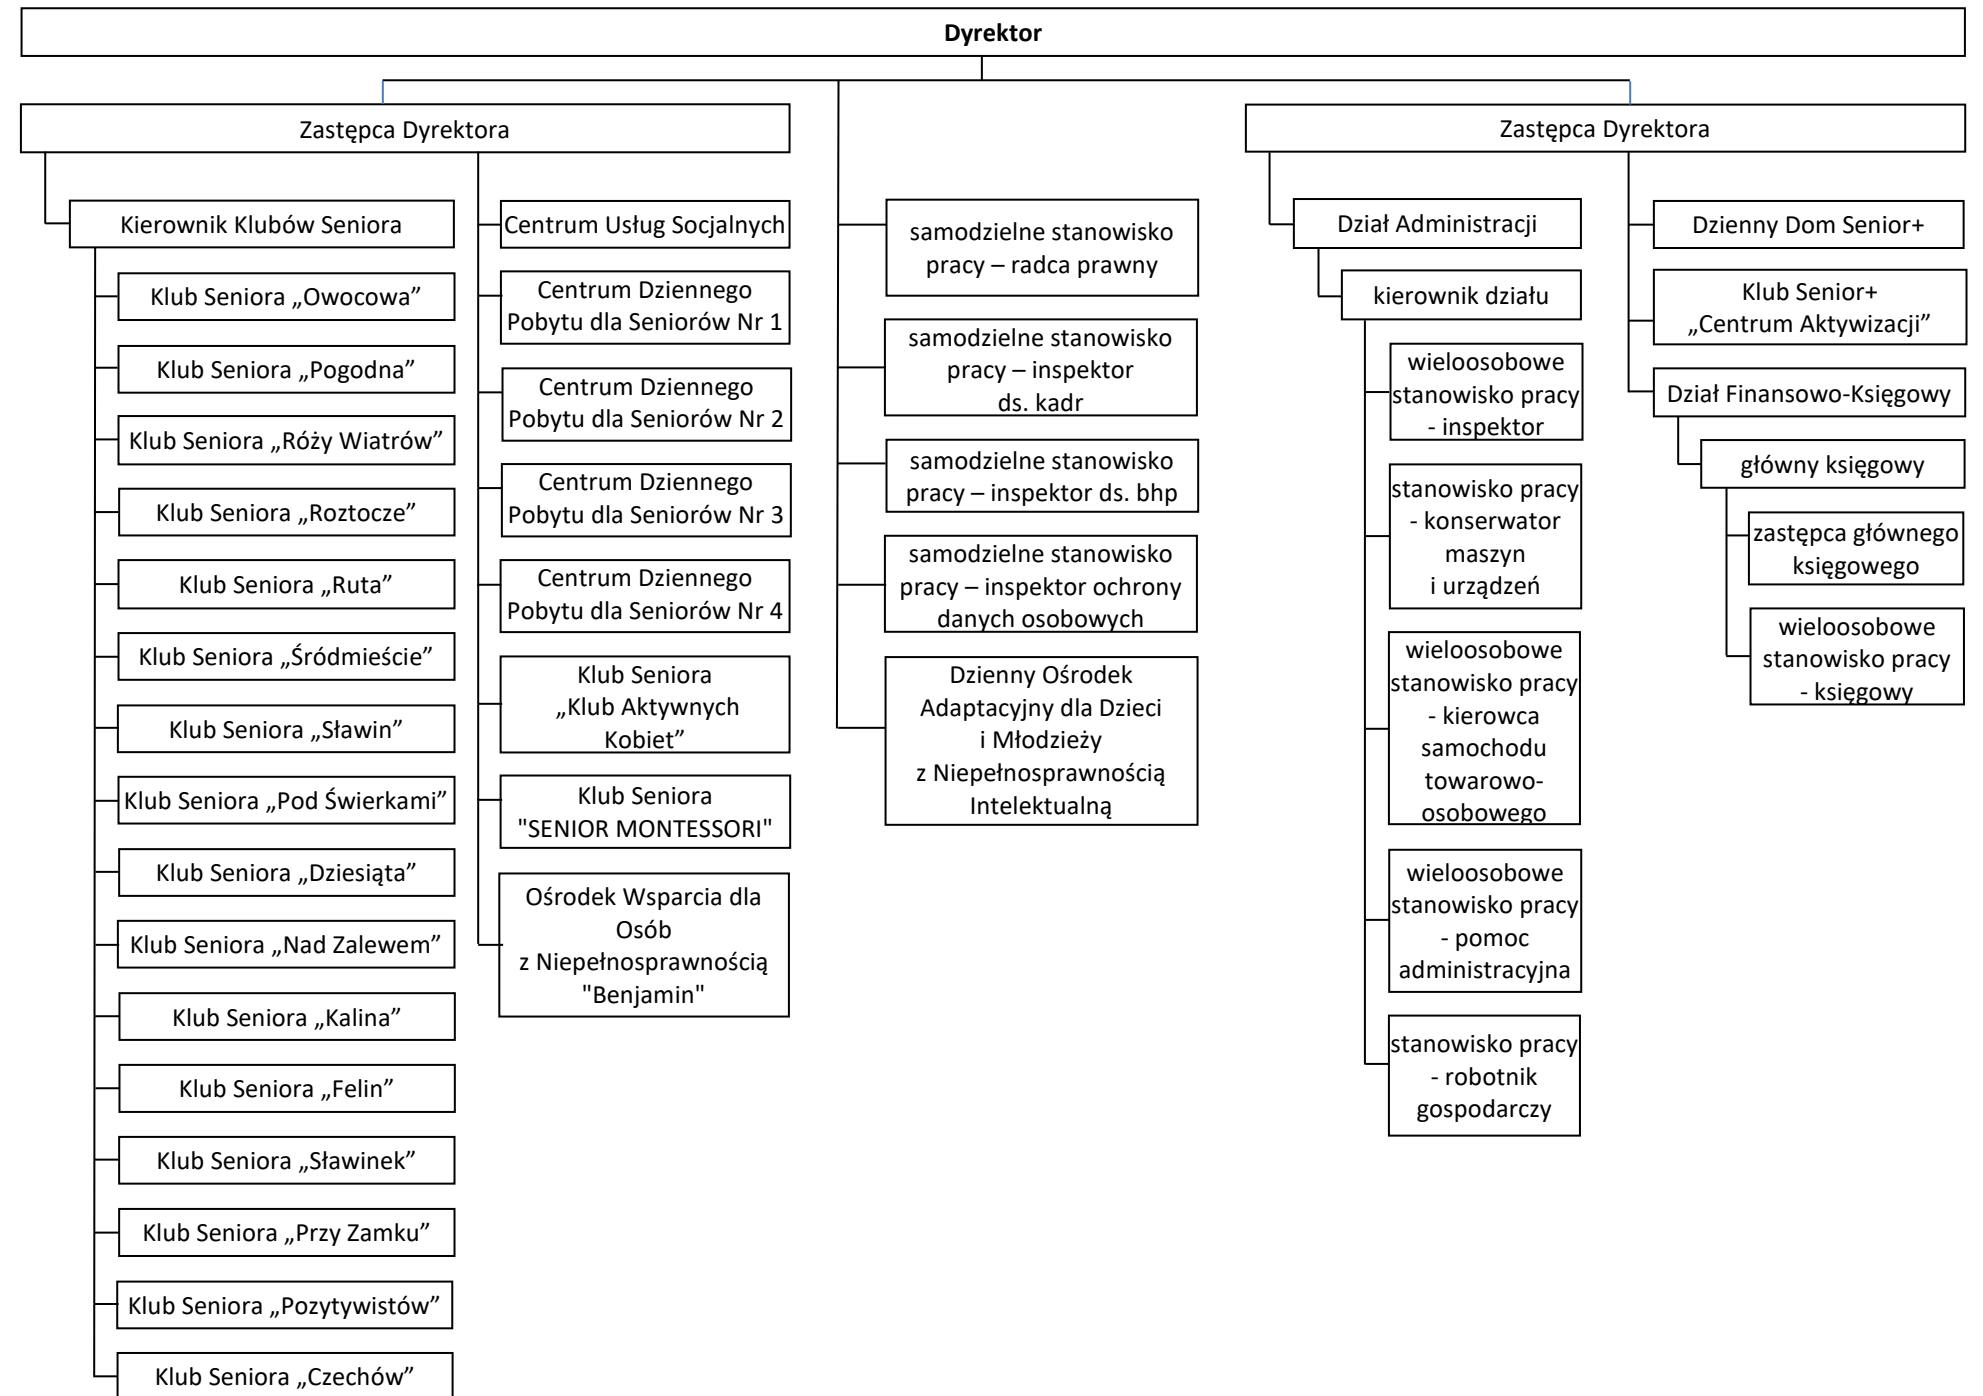 Dyrektor
Zastępca Dyrektora
Kierownik Klubów Seniora
Klub Seniora „Owocowa”
Klub Seniora „Pogodna”
Klub Seniora „Róży Wiatrów”
Klub Seniora „Roztocze”
Klub Seniora „Ruta”
Klub Seniora „Śródmieście”
Klub Seniora „Sławin”
Klub Seniora „Pod Świerkami”
Klub Seniora „Dziesiąta”
Klub Seniora „Nad Zalewem”
Klub Seniora „Kalina”
Klub Seniora „Felin”
Klub Seniora „Sławinek”
Klub Seniora „Przy Zamku”
Klub Seniora „Pozytywistów”
Klub Seniora „Czechów”
Centrum Usług Socjalnych
Centrum Dziennego
Pobytu dla Seniorów Nr 1
Centrum Dziennego
Pobytu dla Seniorów Nr 2
Centrum Dziennego
Pobytu dla Seniorów Nr 3
Centrum Dziennego
Pobytu dla Seniorów Nr 4
Klub Seniora
„Klub Aktywnych
Kobiet”
Klub Seniora
"SENIOR MONTESSORI"
Ośrodek Wsparcia dla
Osób
z Niepełnosprawnością
"Benjamin"
samodzielne stanowisko
pracy – radca prawny
samodzielne stanowisko
pracy – inspektor
ds. kadr
samodzielne stanowisko
pracy – inspektor ds. bhp
samodzielne stanowisko
pracy – inspektor ochrony
danych osobowych
Dzienny Ośrodek
Adaptacyjny dla Dzieci
i Młodzieży
z Niepełnosprawnością
Intelektualną
Zastępca Dyrektora
Dział Administracji
kierownik działu
wieloosobowe
stanowisko pracy
- inspektor
stanowisko pracy
- konserwator
maszyn
i urządzeń
wieloosobowe
stanowisko pracy
- kierowca
samochodu
towarowo-
osobowego
wieloosobowe
stanowisko pracy
- pomoc
administracyjna
stanowisko pracy
- robotnik
gospodarczy
Dzienny Dom Senior+
Klub Senior+
„Centrum Aktywizacji”
Dział Finansowo-Księgowy
główny księgowy
zastępca głównego
księgowego
wieloosobowe
stanowisko pracy
- księgowy